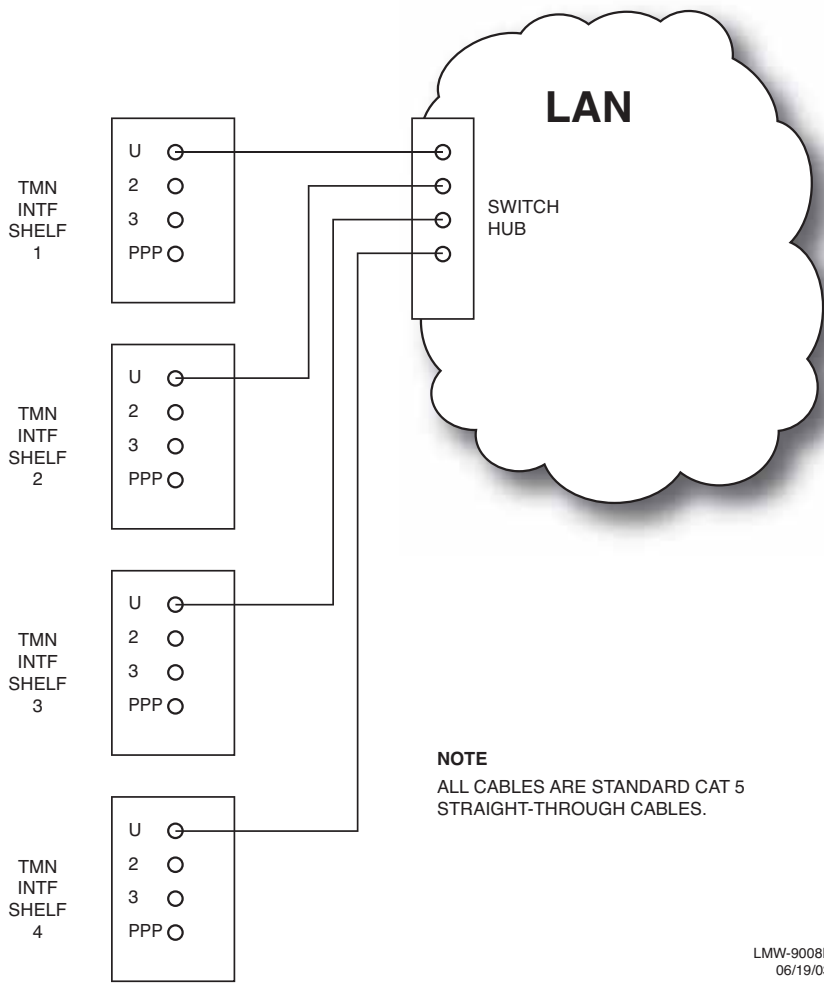 LAN
TMN
INTF
SHELF
1
U
2
3
PPP
SWITCH
HUB
TMN
INTF
SHELF
2
U
2
3
PPP
TMN
INTF
SHELF
3
U
2
3
PPP
NOTE
ALL CABLES ARE STANDARD CAT 5
STRAIGHT-THROUGH CABLES.
TMN
INTF
SHELF
4
U
2
3
PPP